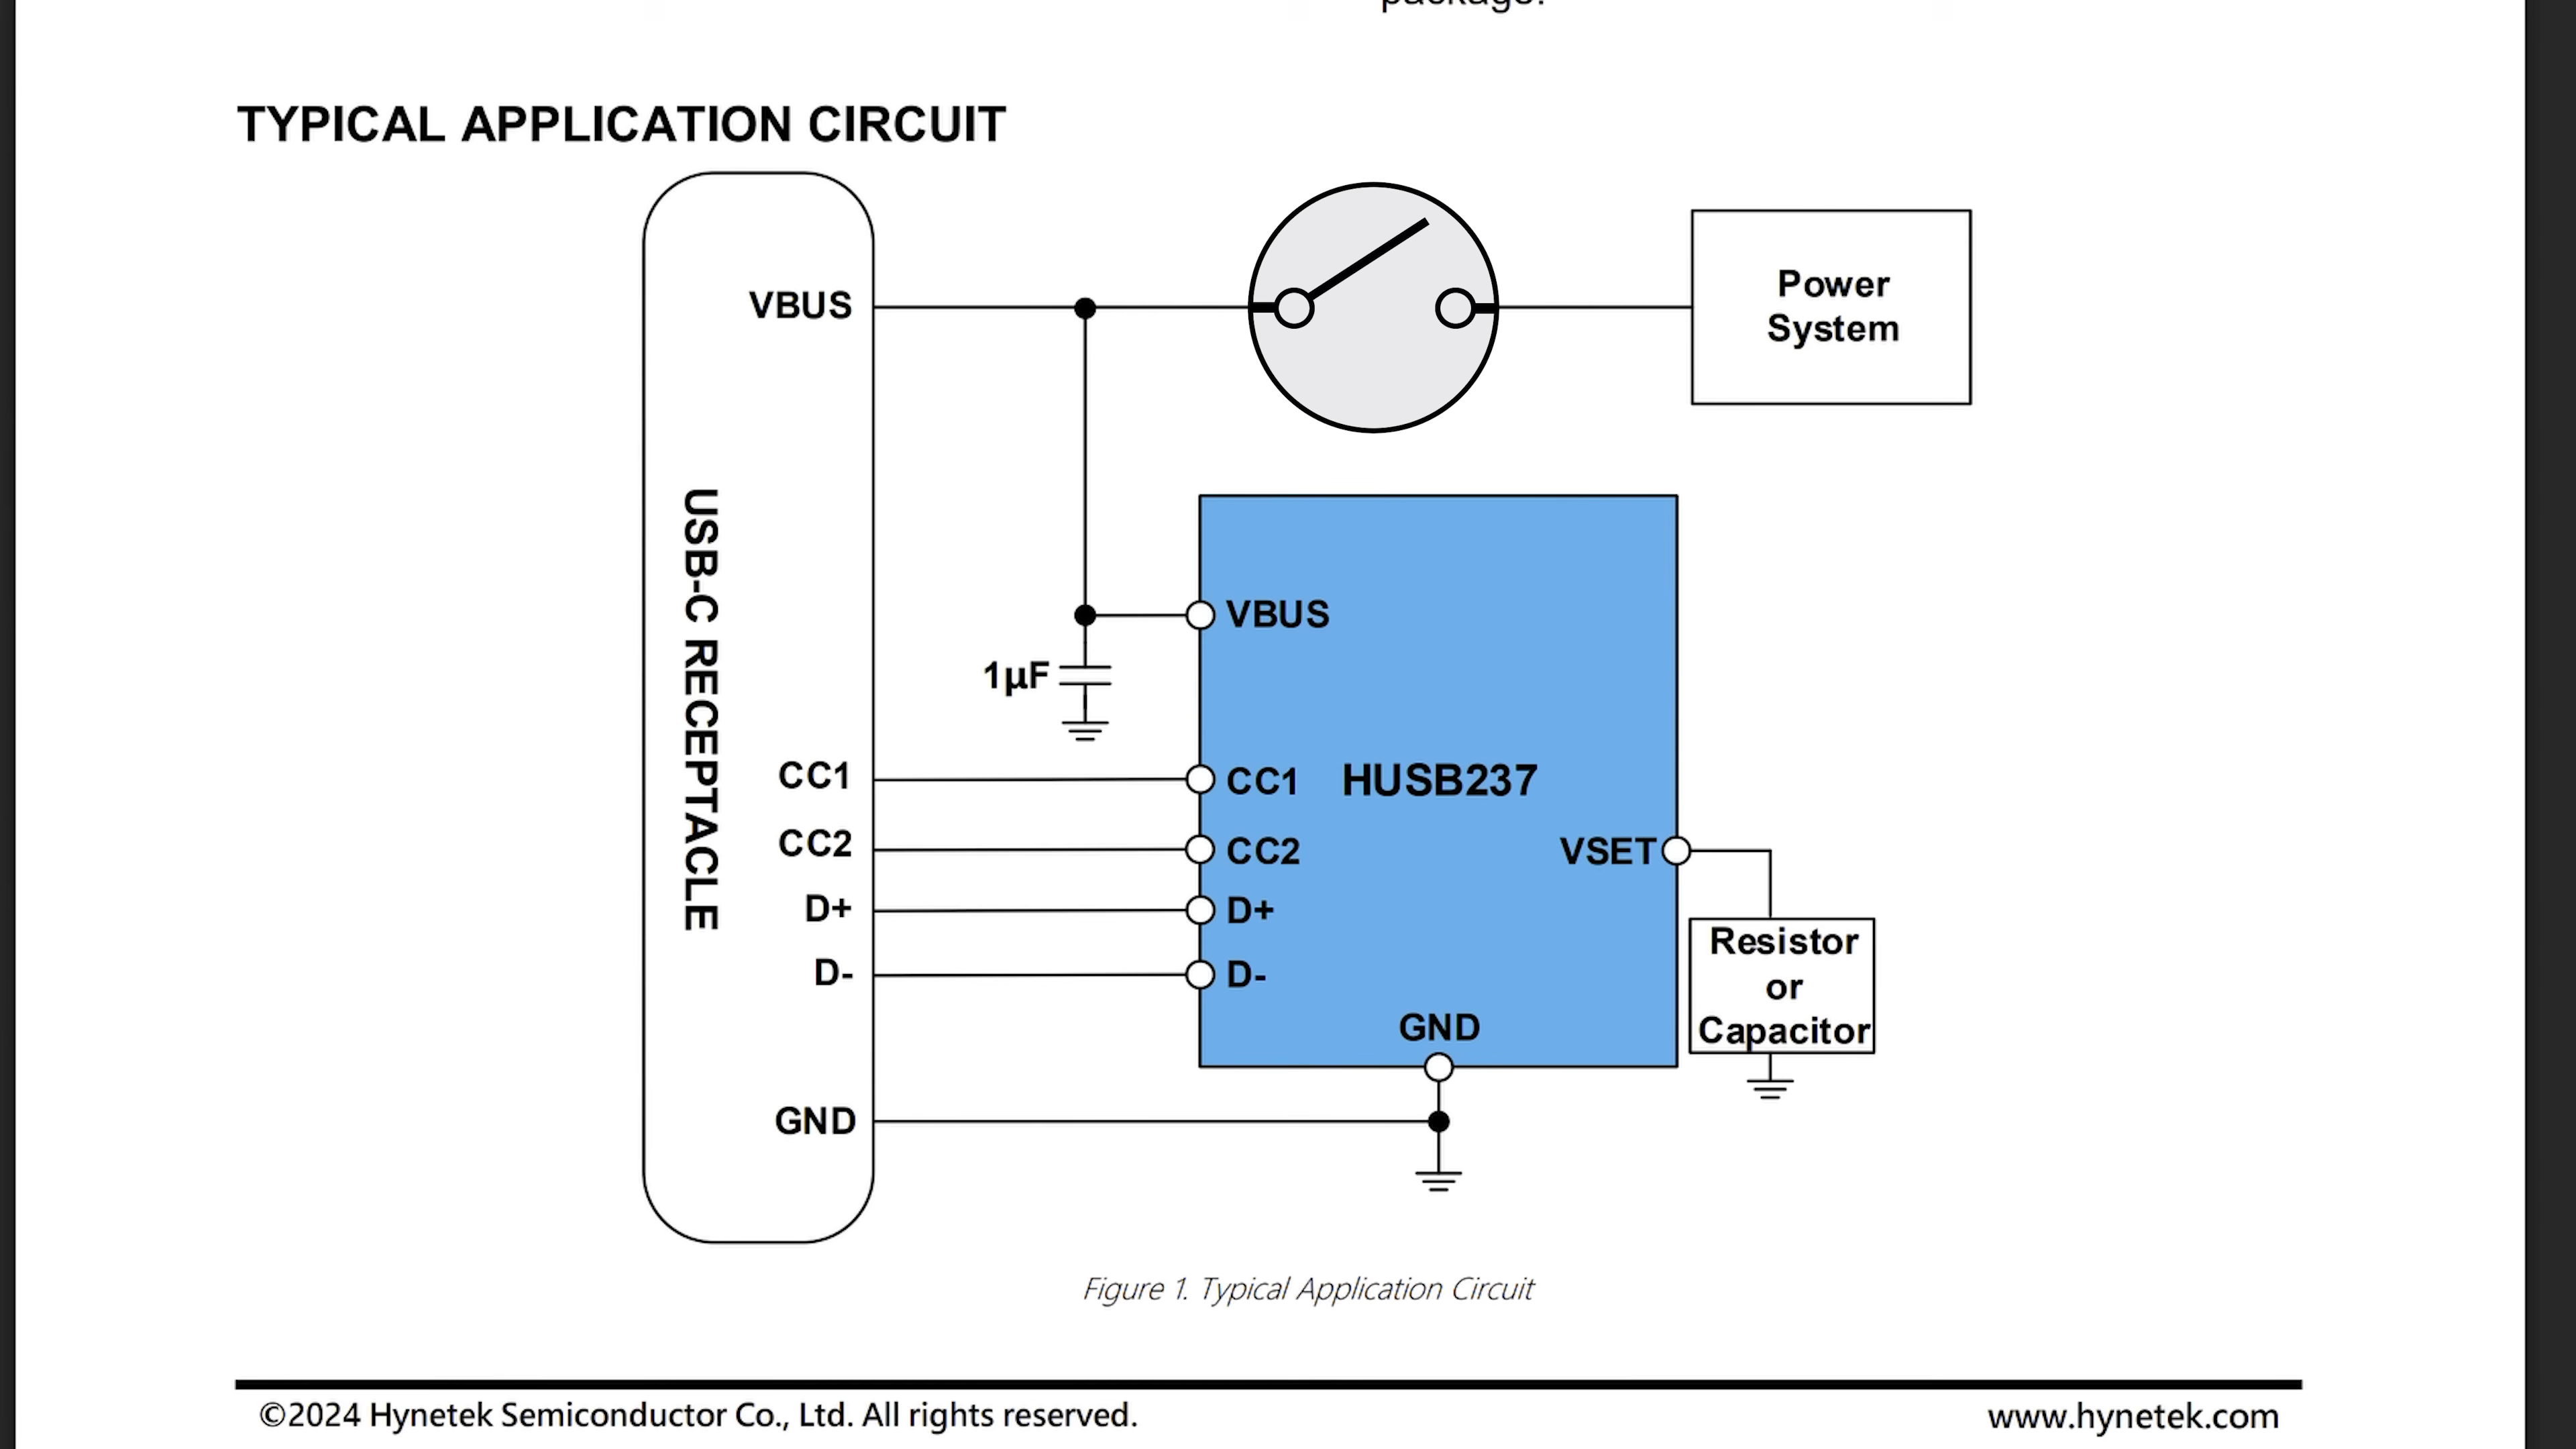 package.
TYPICAL APPLICATION CIRCUIT
VBUS
Power
System
USB-C RECEPTACLE
VBUS
1µF
CC1
CC1
HUSB237
CC2
CC2
VSET
D+
D+
Resistor
or
Capacitor
D-
D-
GND
GND
Figure 1. Typical Application Circuit
©2024 Hynetek Semiconductor Co., Ltd. All rights reserved.
www.hynetek.com